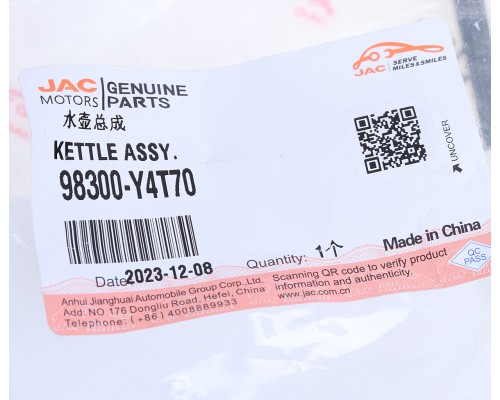 JAC MOTORS GENUINE PARTS
JAC SERVE MILES&SMILES
水壶总成
KETTLE ASSY.
98300-Y4T70
UNCOVER
Made in China
Date 2023-12-08
Quantity: 1个
QC PASS
Scanning QR code to verify product
information and authenticity.
www.jac.com.cn
Anhui Jianghuai Automobile Group Corp.,Ltd.
Add: NO.176 Dongliu Road, Hefei, China
Telephone: (+86)4008889933